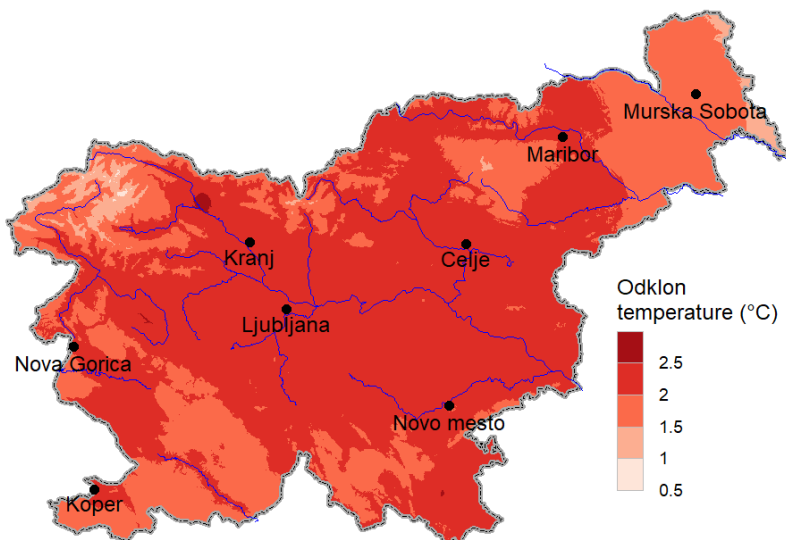 Murska Sobota
Maribor
Kranj
Celje
Ljubljana
Nova Gorica
Novo mesto
Koper
Odklon
temperature (°C)
2.5
2
1.5
1
0.5